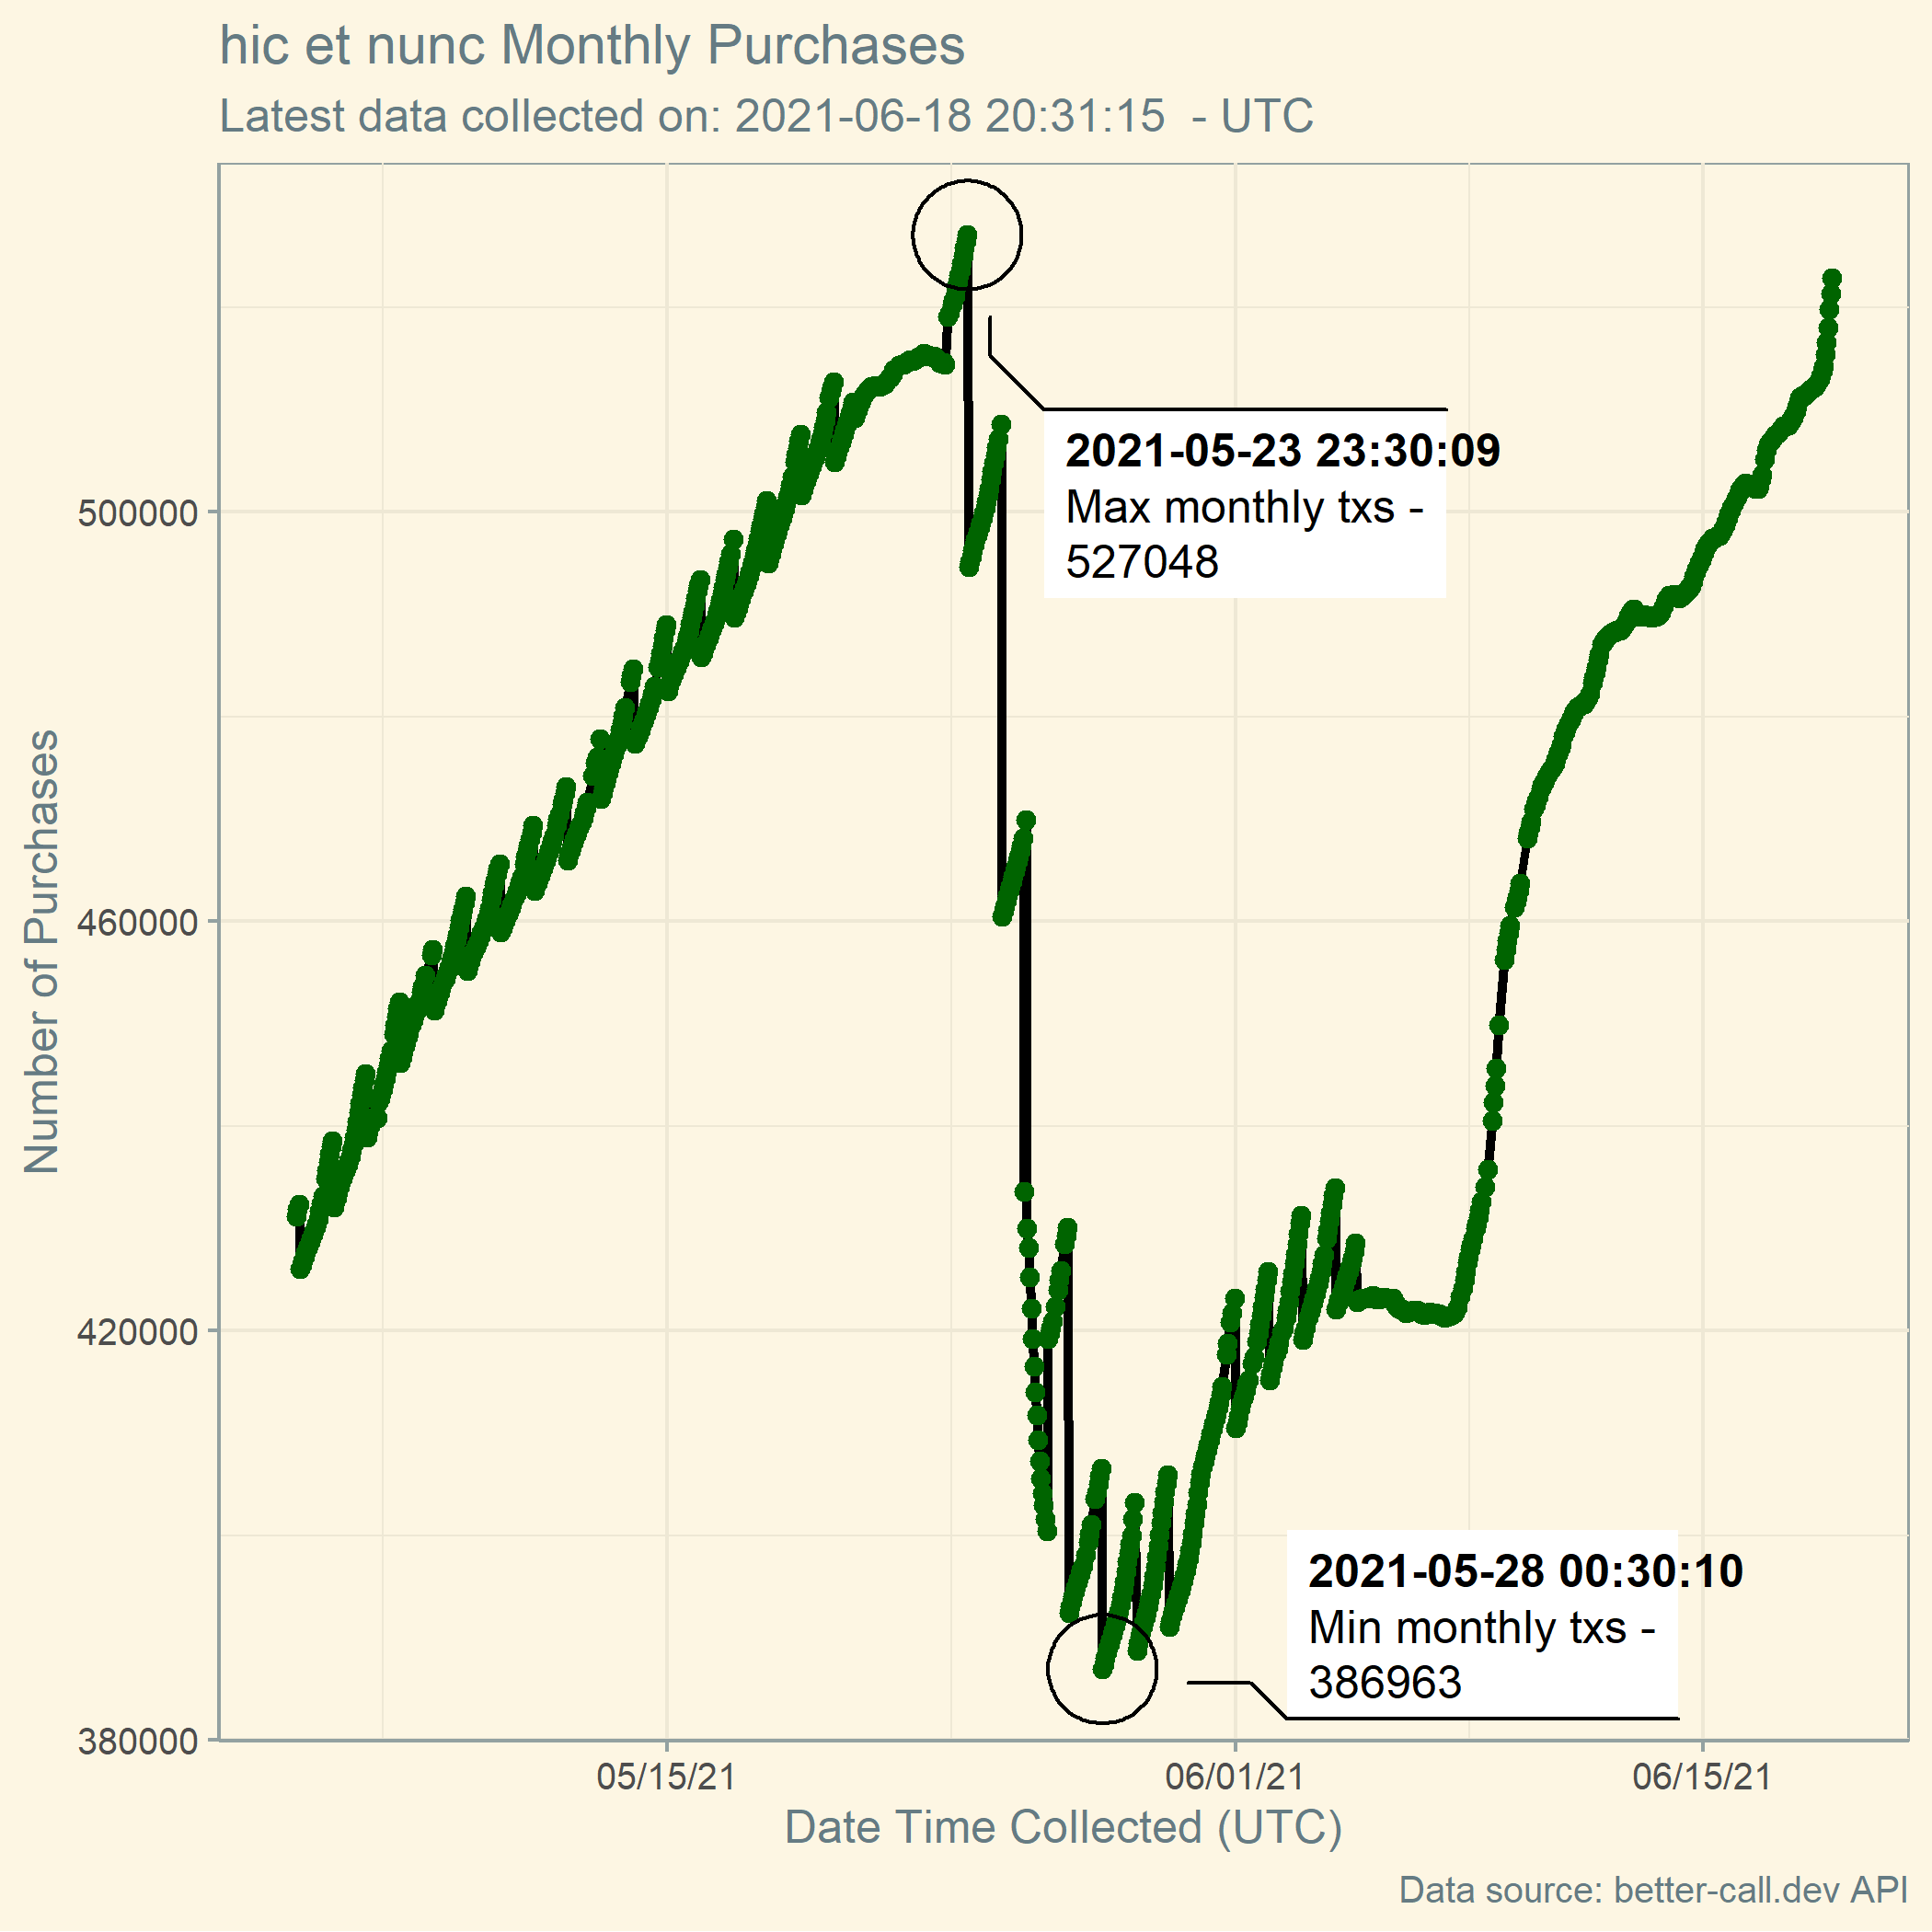 hic et nunc Monthly Purchases
Latest data collected on: 2021-06-18 20:31:15  - UTC
Number of Purchases
500000
460000
420000
380000
2021-05-23 23:30:09
Max monthly txs -
527048
2021-05-28 00:30:10
Min monthly txs -
386963
05/15/21
06/01/21
06/15/21
Date Time Collected (UTC)
Data source: better-call.dev API